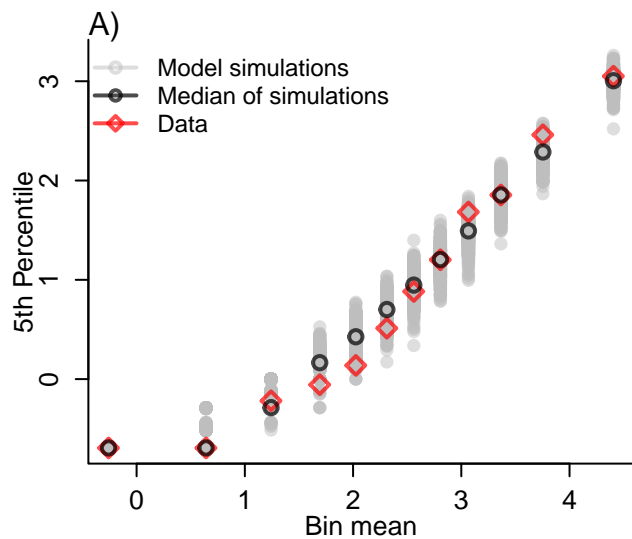 A)
Model simulations
Median of simulations
Data
5th Percentile
3
2
1
0
0 1 2 3 4
Bin mean